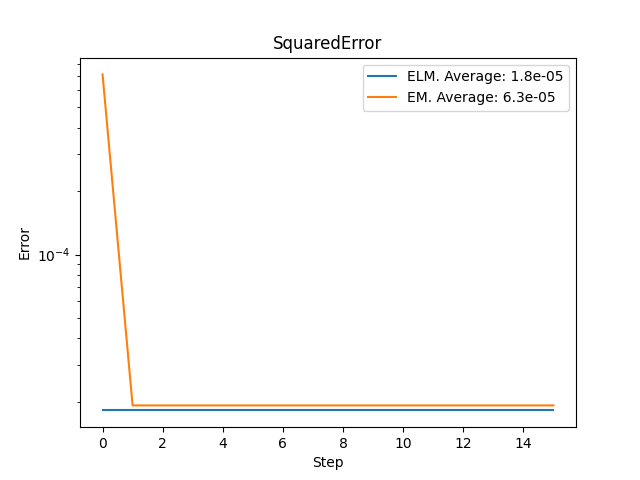 SquaredError
ELM. Average: 1.8e-05
EM. Average: 6.3e-05
Error
10⁻⁴
0 2 4 6 8 10 12 14
Step